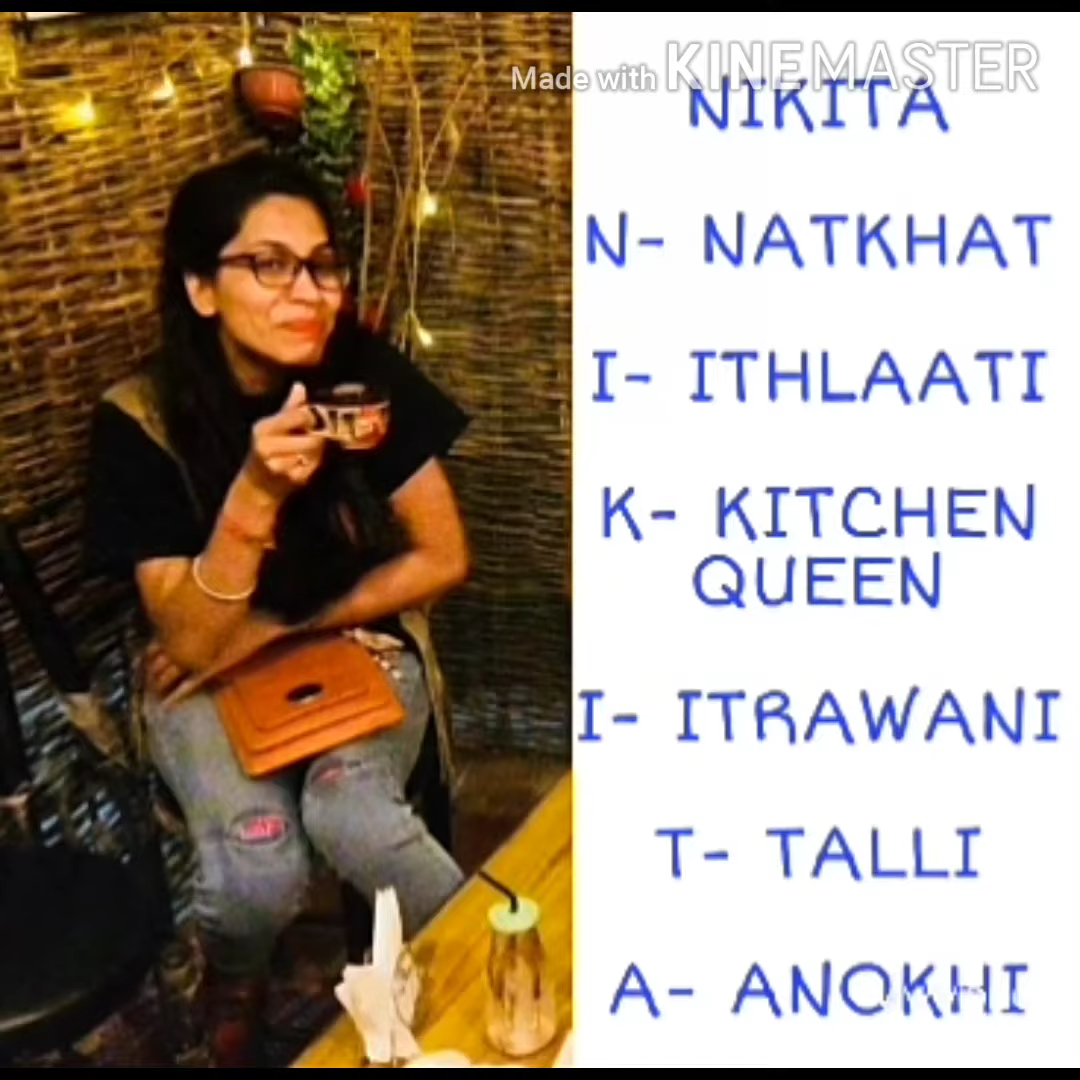 Made with KINEMASTER
NIKITA
N- NATKHAT
I- ITHLAATI
K- KITCHEN
QUEEN
I- ITRAWANI
T- TALLI
A- ANOKHI